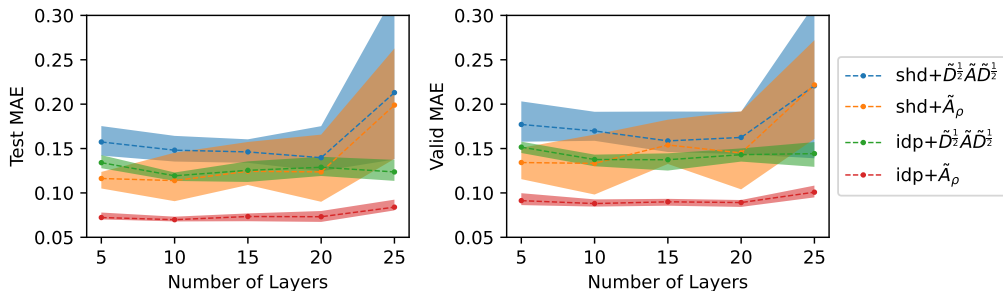 0.30
0.25
0.20
0.15
0.10
0.05
Test MAE
5 10 15 20 25
Number of Layers
0.30
0.25
0.20
0.15
0.10
0.05
Valid MAE
5 10 15 20 25
Number of Layers
shd+D̃^{1/2}ÃD̃^{1/2}
shd+Ã_ρ
idp+D̃^{1/2}ÃD̃^{1/2}
idp+Ã_ρ